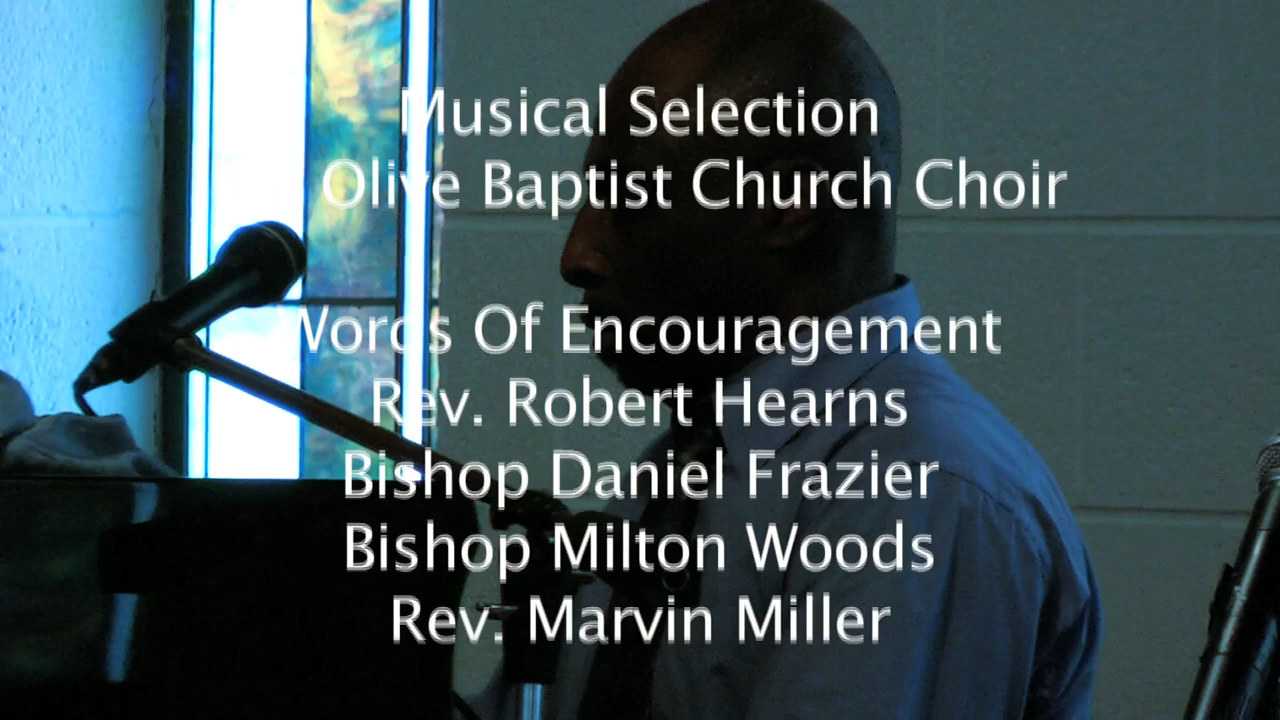 Musical Selection
Olive Baptist Church Choir
Words Of Encouragement
Rev. Robert Hearns
Bishop Daniel Frazier
Bishop Milton Woods
Rev. Marvin Miller